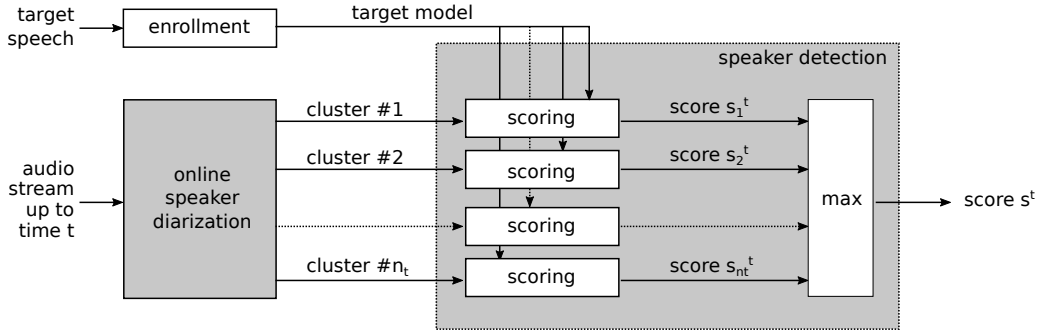 target
speech
enrollment
target model
speaker detection
cluster #1
scoring
score s₁ᵗ
cluster #2
scoring
score s₂ᵗ
audio
stream
up to
time t
online
speaker
diarization
scoring
max
score sᵗ
cluster #nₜ
scoring
score sₙₜᵗ